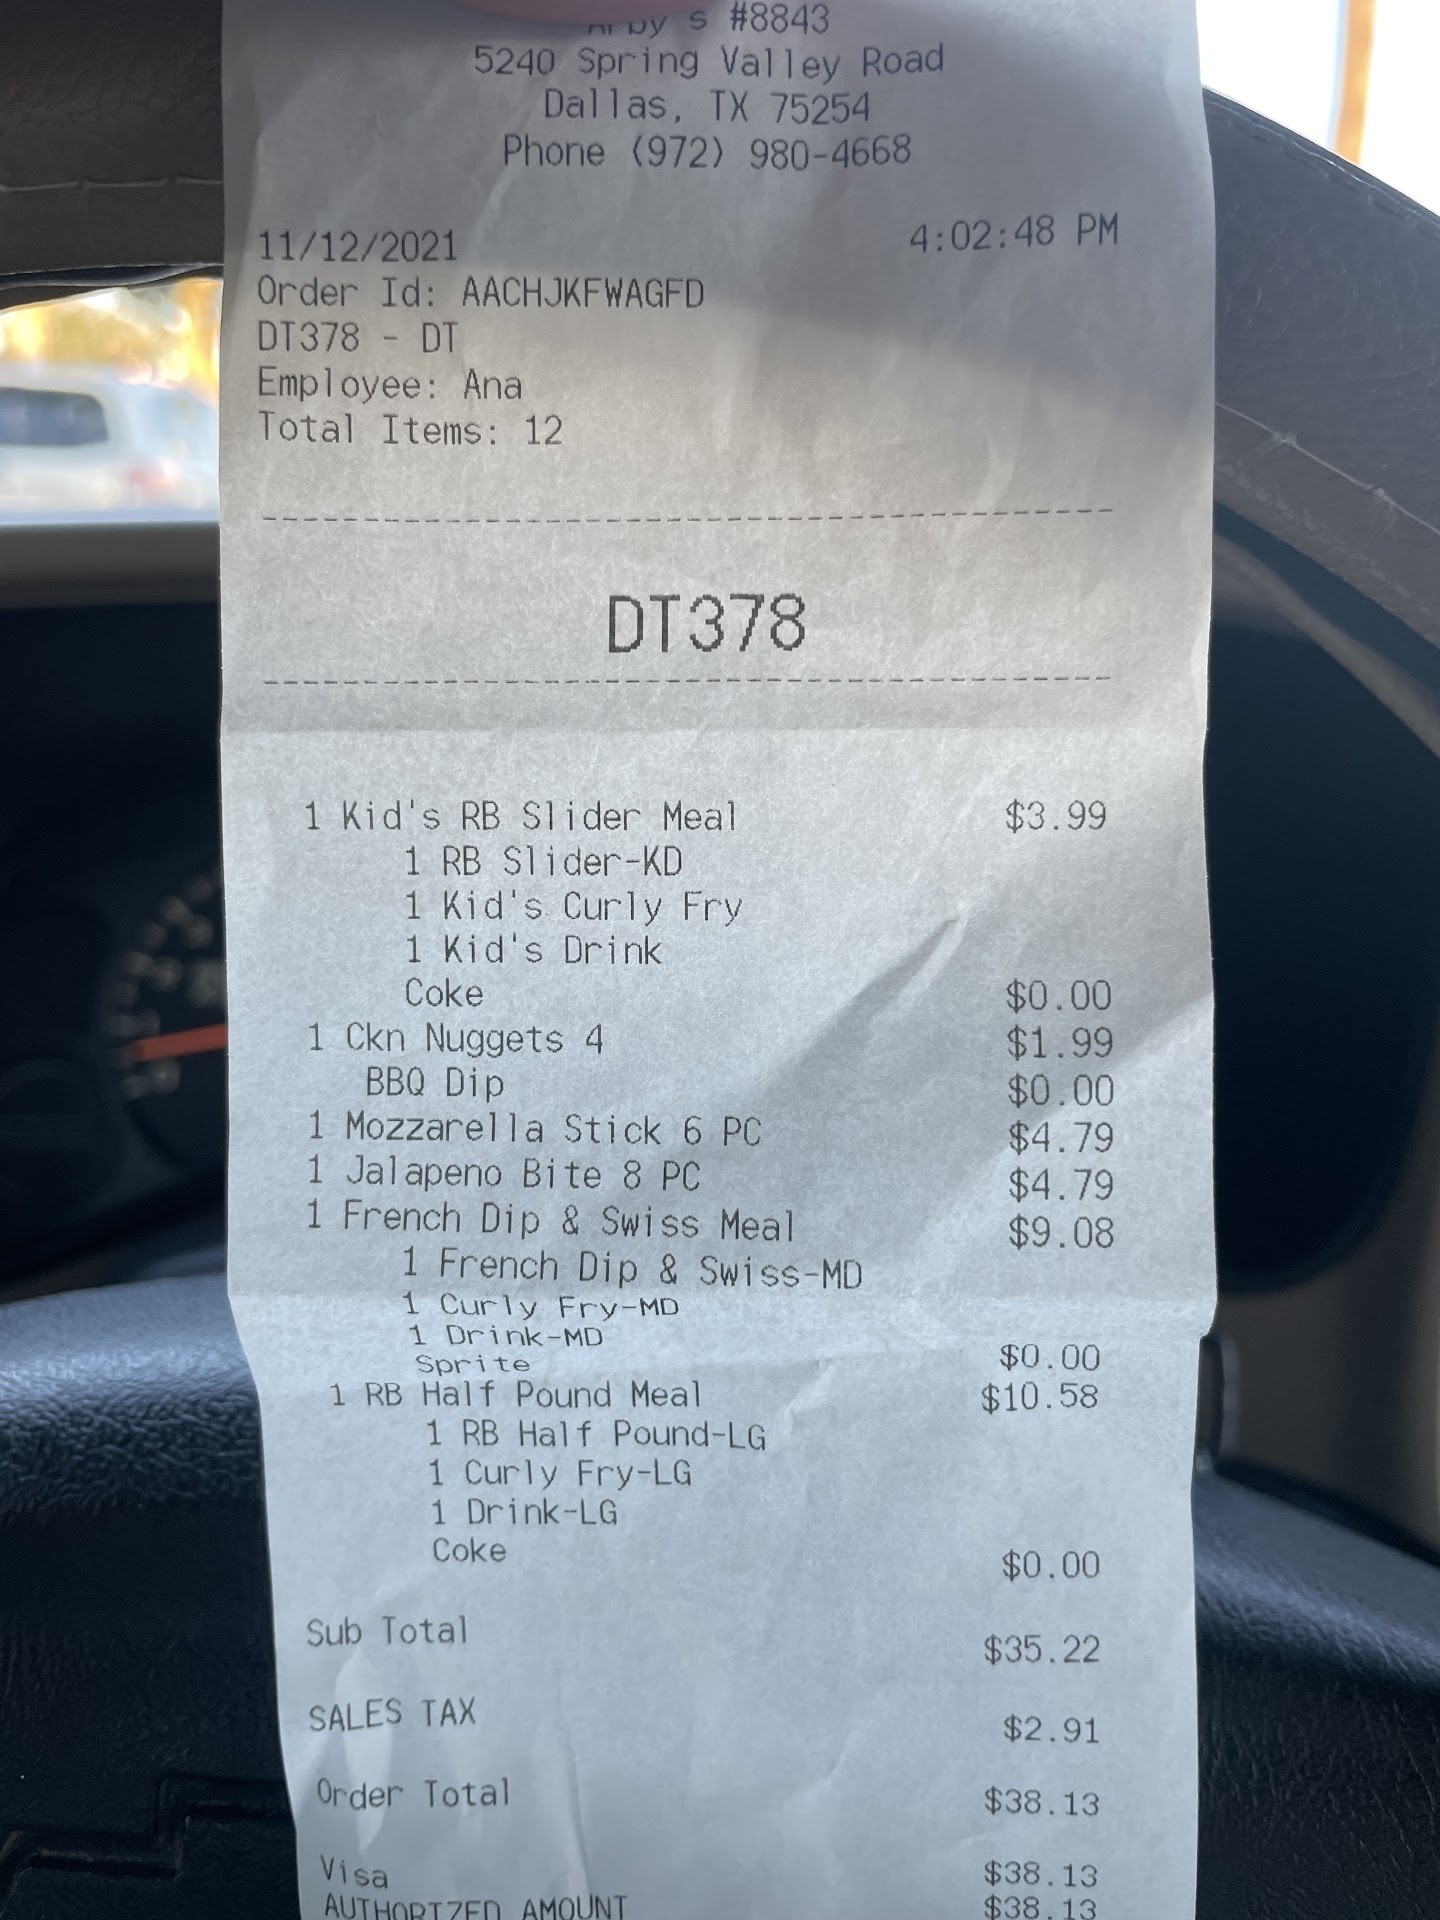 Arby's #8843
5240 Spring Valley Road
Dallas, TX 75254
Phone (972) 980-4668
11/12/2021 4:02:48 PM
Order Id: AACHJKFWAGFD
DT378 - DT
Employee: Ana
Total Items: 12
DT378
1 Kid's RB Slider Meal $3.99
1 RB Slider-KD
1 Kid's Curly Fry
1 Kid's Drink
Coke $0.00
1 Ckn Nuggets 4 $1.99
BBQ Dip $0.00
1 Mozzarella Stick 6 PC $4.79
1 Jalapeno Bite 8 PC $4.79
1 French Dip & Swiss Meal $9.08
1 French Dip & Swiss-MD
1 Curly Fry-MD
1 Drink-MD
Sprite $0.00
1 RB Half Pound Meal $10.58
1 RB Half Pound-LG
1 Curly Fry-LG
1 Drink-LG
Coke $0.00
Sub Total $35.22
SALES TAX $2.91
Order Total $38.13
Visa $38.13
AUTHORIZED AMOUNT $38.13